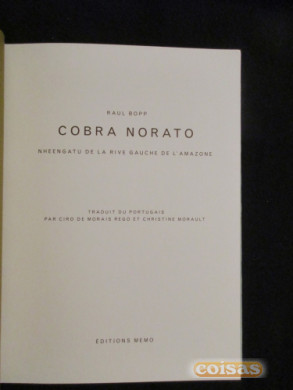 RAUL BOPP
COBRA NORATO
NHEENGATU DE LA RIVE GAUCHE DE L'AMAZONE
TRADUIT DU PORTUGAIS
PAR CIRO DE MORAIS REGO ET CHRISTINE MORAULT
EDITIONS MEMO
coisas